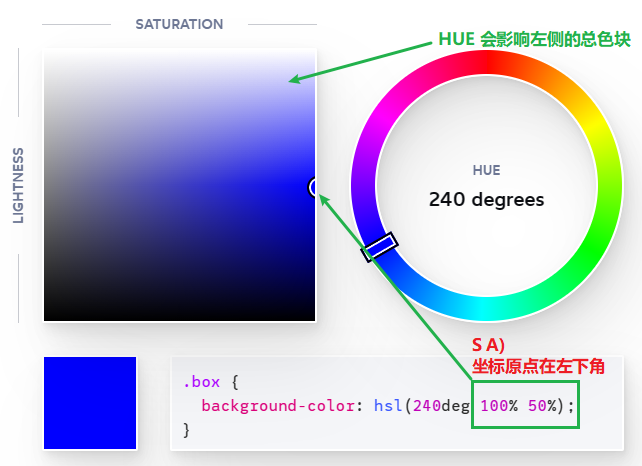 SATURATION
HUE 会影响左侧的总色块
LIGHTNESS
HUE
240 degrees
S A)
坐标原点在左下角
.box {
background-color: hsl(240deg 100% 50%);
}